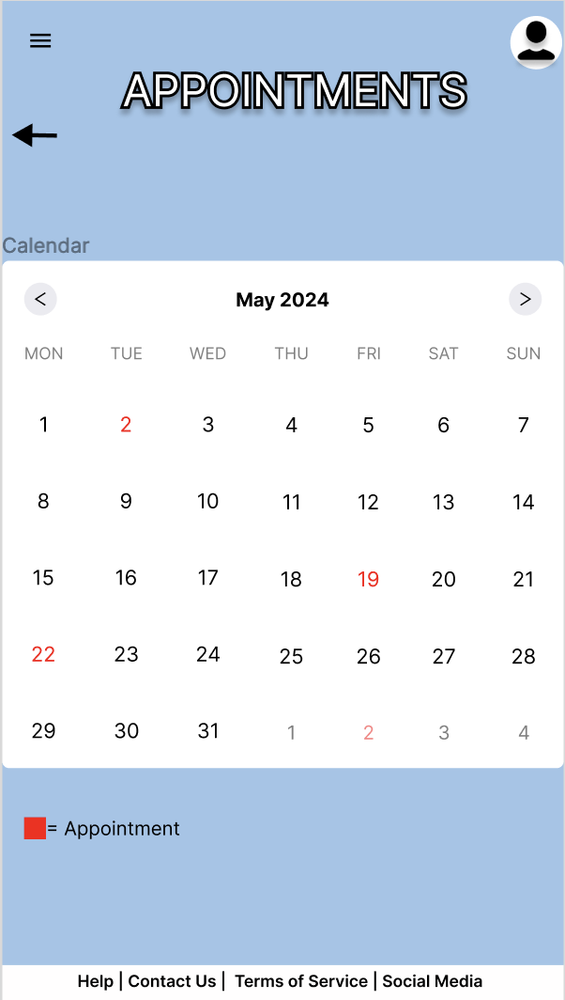 APPOINTMENTS
Calendar
< May 2024 >
MON TUE WED THU FRI SAT SUN
1 2 3 4 5 6 7
8 9 10 11 12 13 14
15 16 17 18 19 20 21
22 23 24 25 26 27 28
29 30 31 1 2 3 4
= Appointment
Help | Contact Us | Terms of Service | Social Media